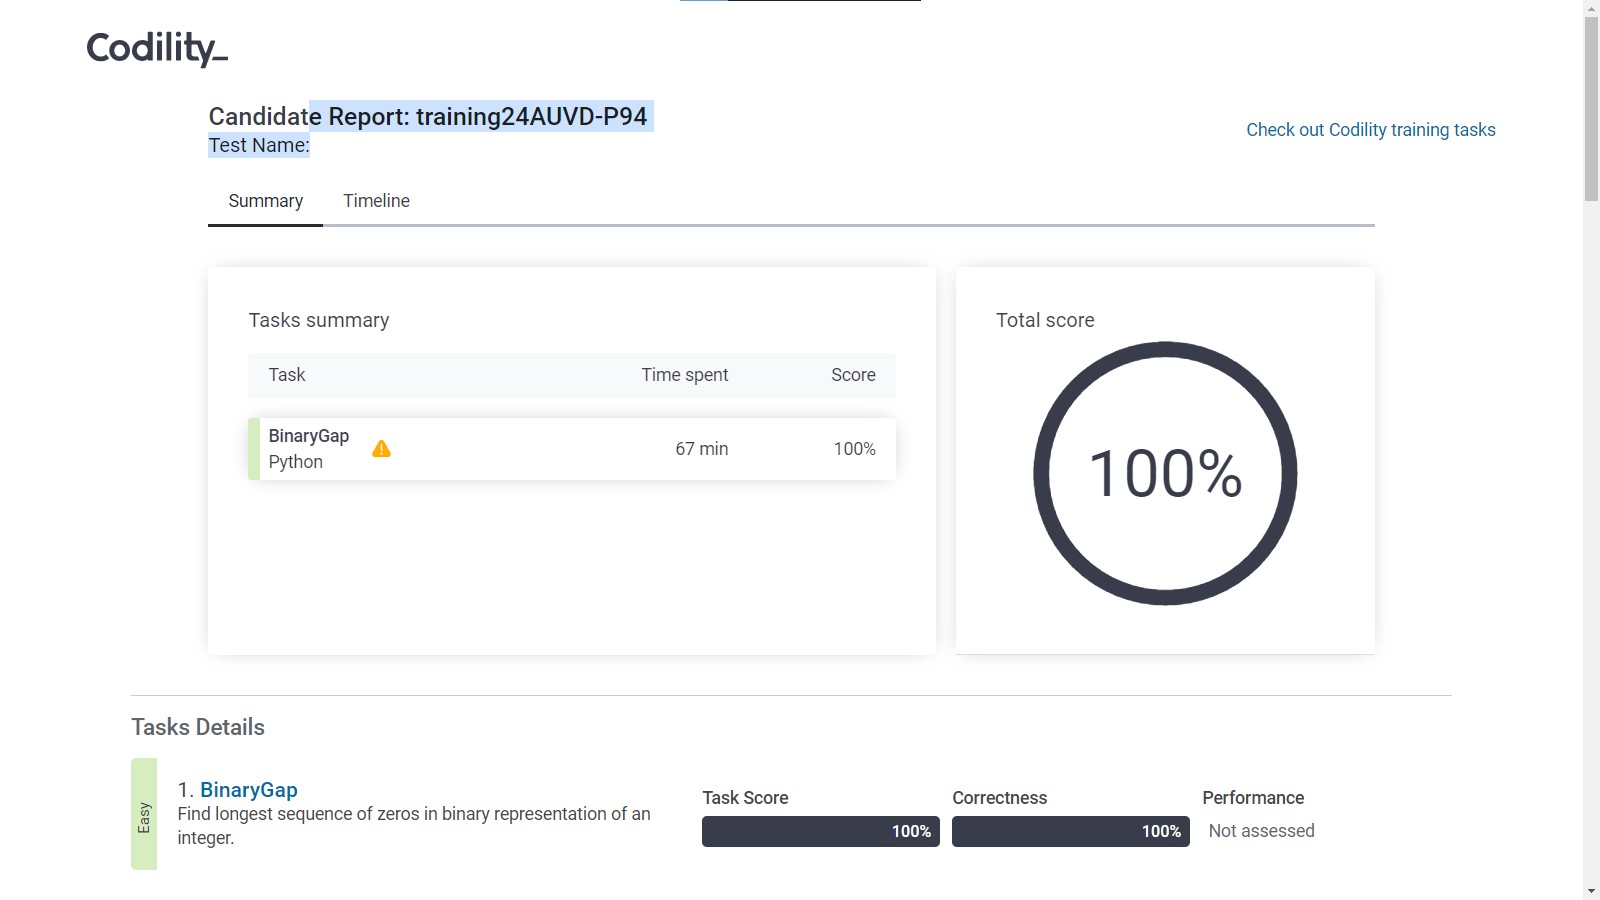 Codility_
Candidate Report: training24AUVD-P94
Test Name:
Check out Codility training tasks
Summary
Timeline
Tasks summary
Task Time spent Score
BinaryGap
Python
67 min
100%
Total score
100%
Tasks Details
Easy
1. BinaryGap
Find longest sequence of zeros in binary representation of an
integer.
Task Score
100%
Correctness
100%
Performance
Not assessed